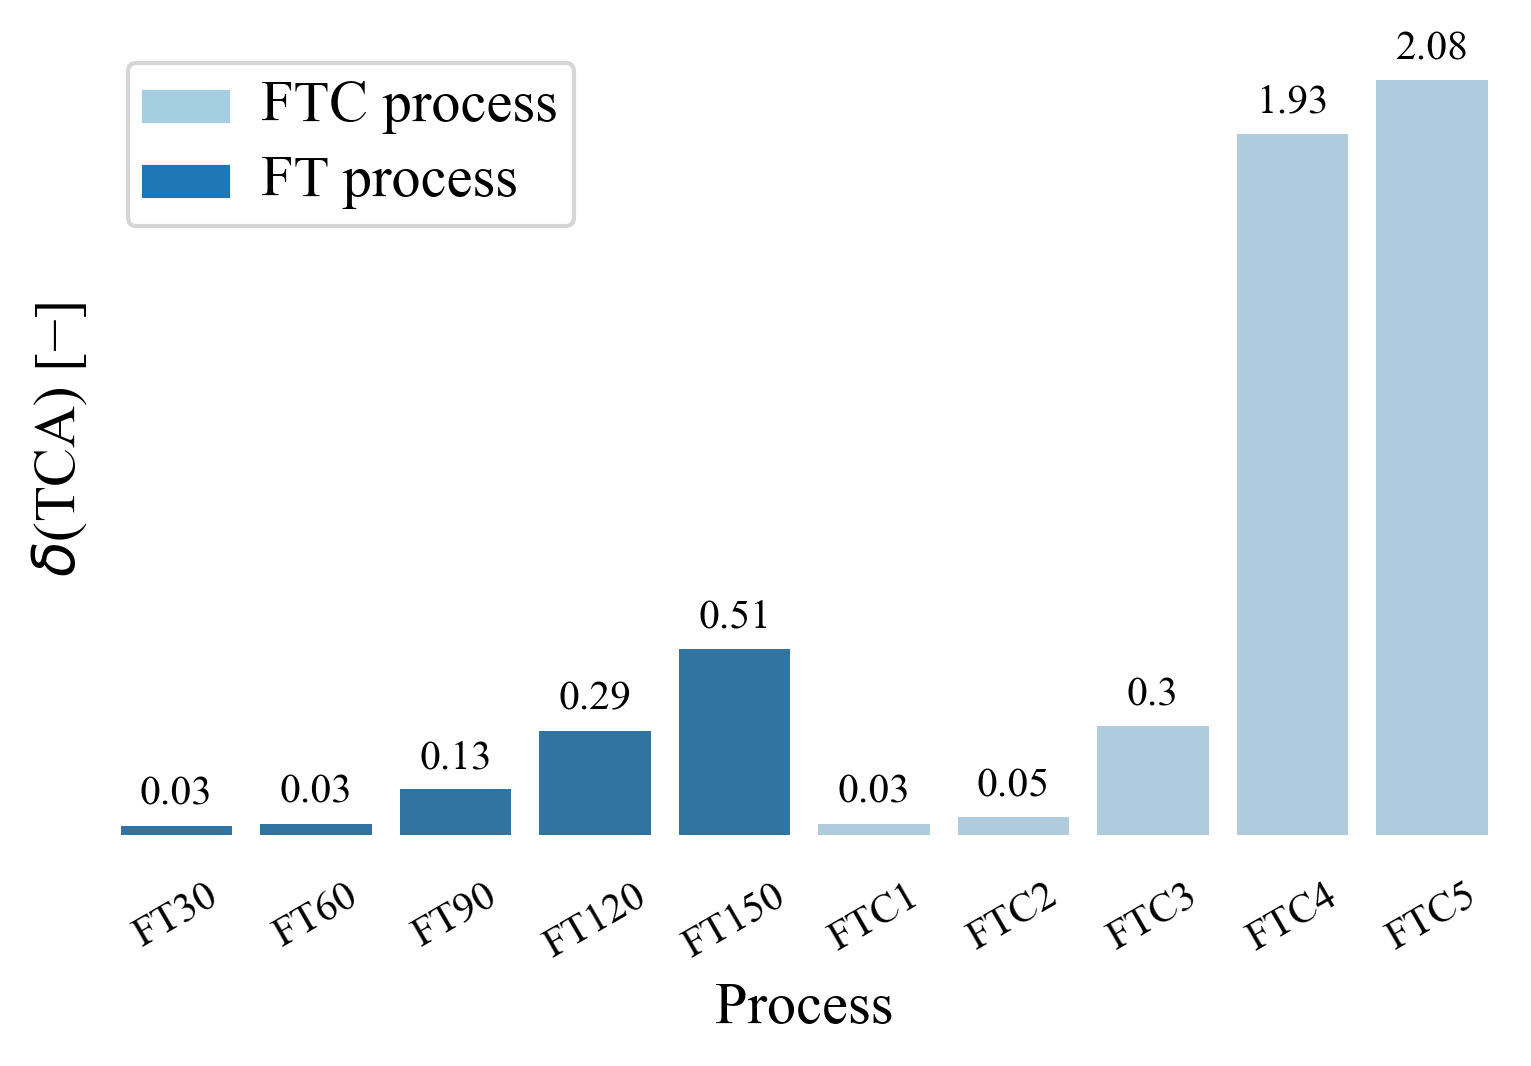 FTC process
FT process
δ(TCA) [−]
0.03
0.03
0.13
0.29
0.51
0.03
0.05
0.3
1.93
2.08
FT30
FT60
FT90
FT120
FT150
FTC1
FTC2
FTC3
FTC4
FTC5
Process